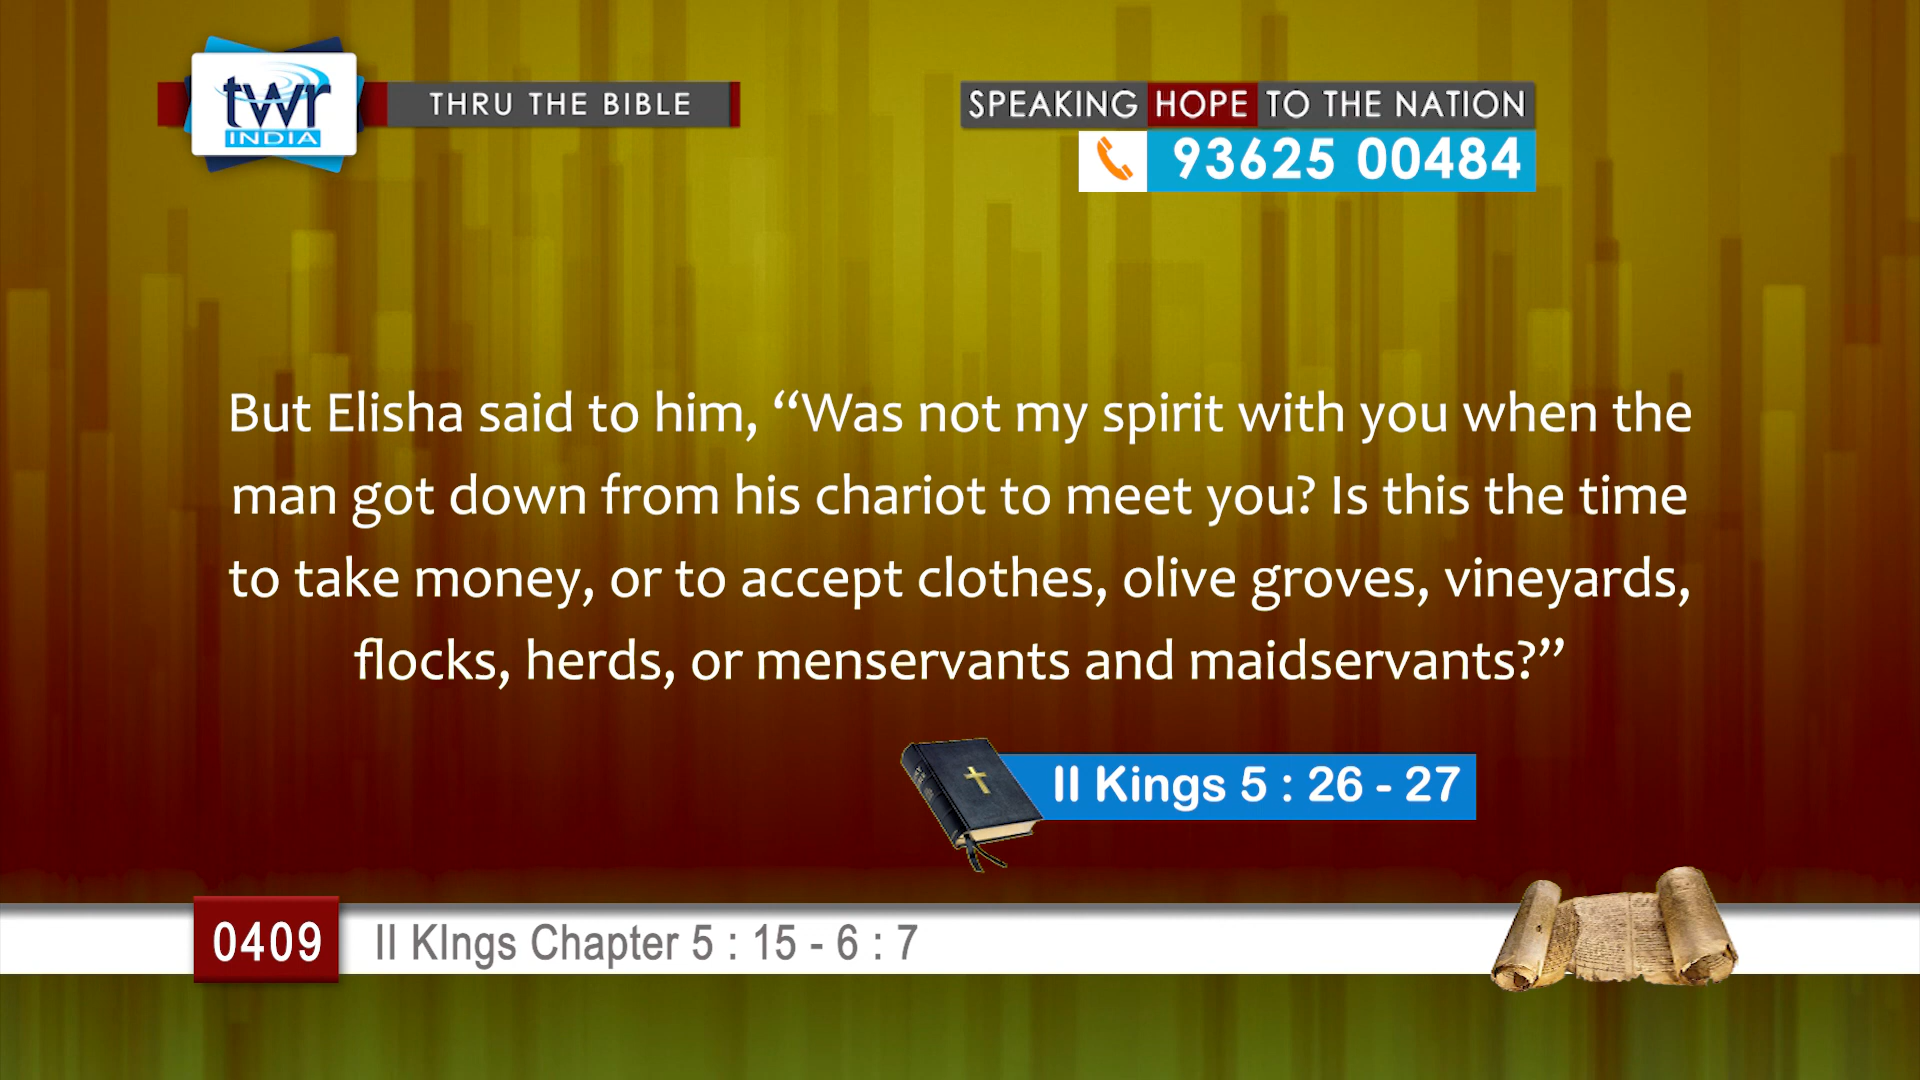 twr
INDIA
THRU THE BIBLE
SPEAKING HOPE TO THE NATION
93625 00484
But Elisha said to him, “Was not my spirit with you when the
man got down from his chariot to meet you? Is this the time
to take money, or to accept clothes, olive groves, vineyards,
flocks, herds, or menservants and maidservants?”
II Kings 5 : 26 - 27
0409
II KIngs Chapter 5 : 15 - 6 : 7